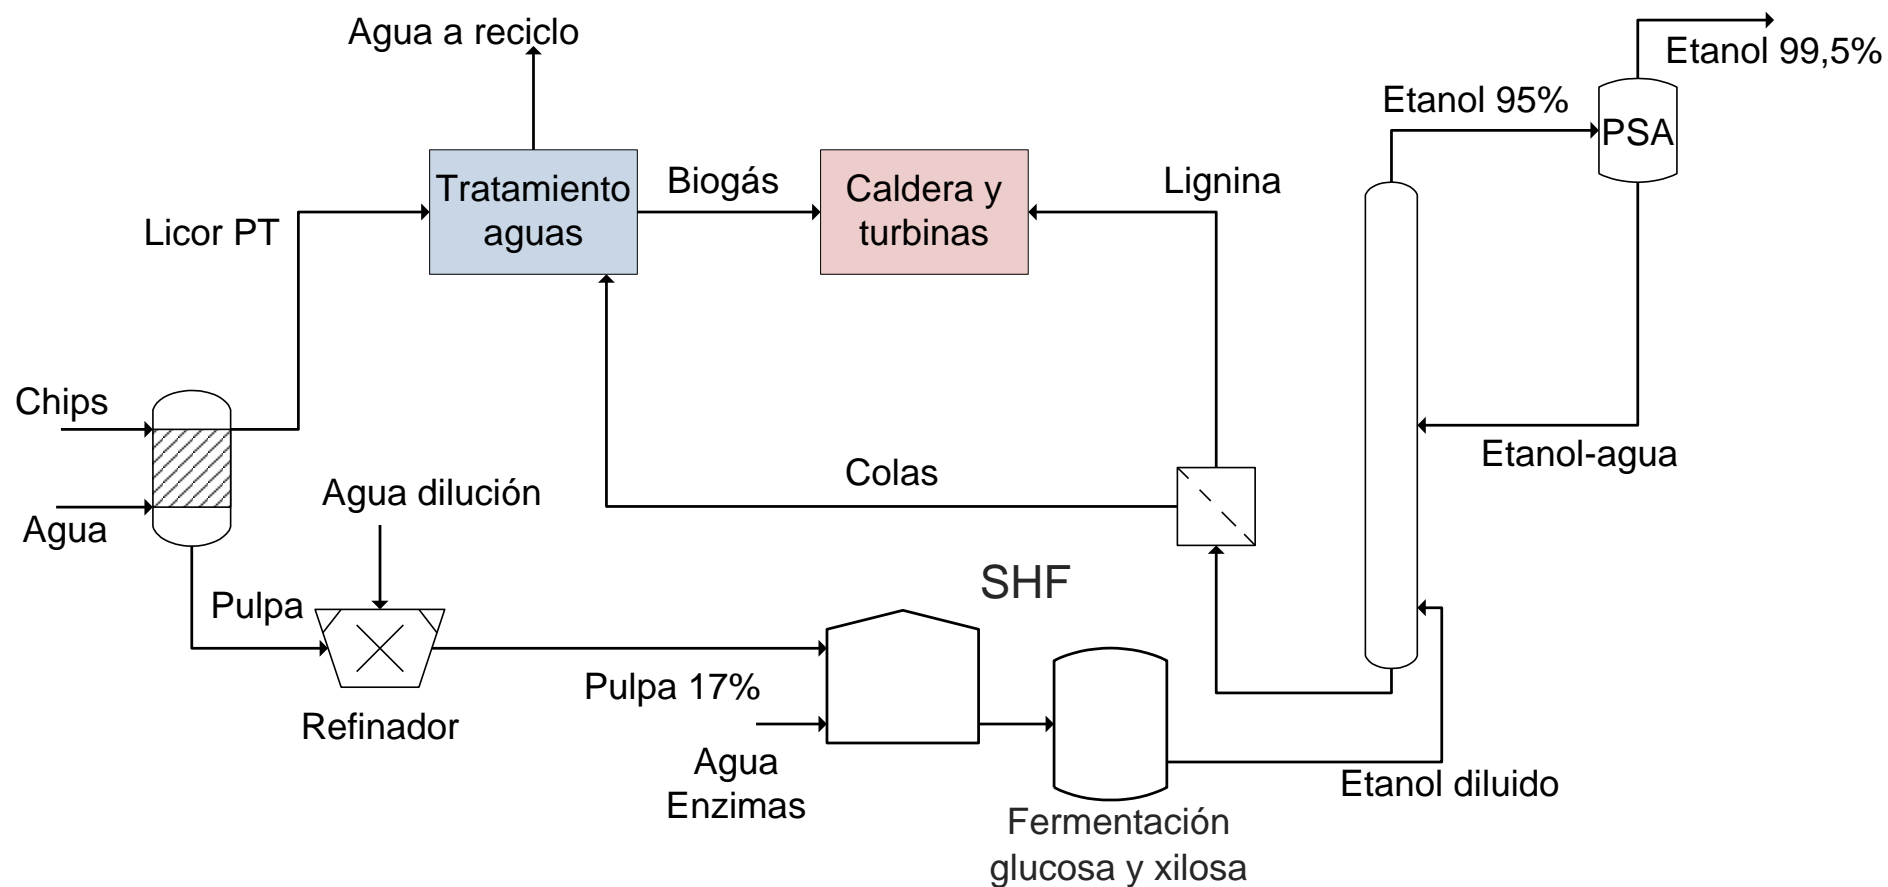 Agua a reciclo
Etanol 99,5%
Etanol 95%
PSA
Tratamiento
aguas
Biogás
Caldera y
turbinas
Lignina
Licor PT
Chips
Agua
Agua dilución
Colas
Etanol-agua
SHF
Pulpa
Pulpa 17%
Refinador
Agua
Enzimas
Etanol diluido
Fermentación
glucosa y xilosa